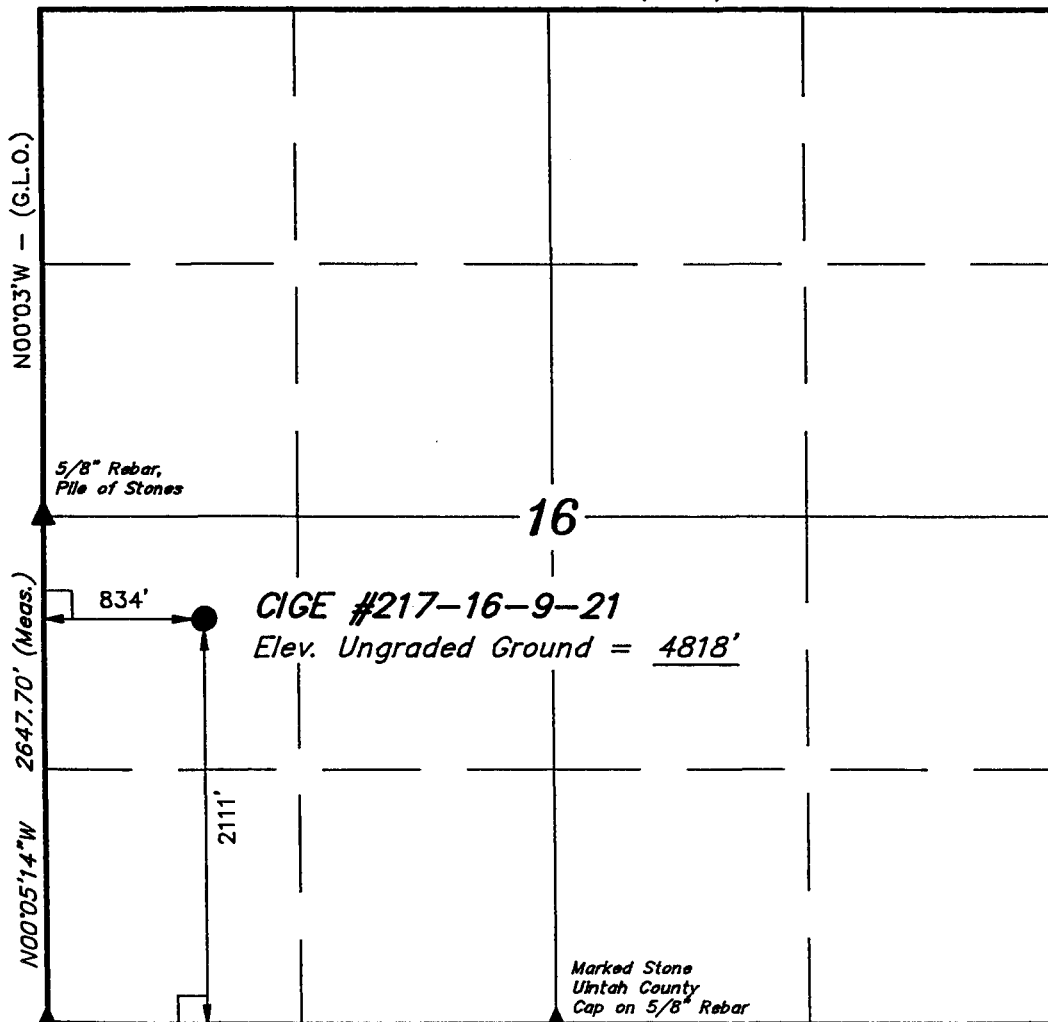 N00°03'W – (G.L.O.)
5/8" Rebar,
Pile of Stones
16
834'
CIGE #217-16-9-21
Elev. Ungraded Ground = 4818'
2647.70' (Meas.)
N00°05'14"W
2111'
Marked Stone
Uintah County
Cap on 5/8" Rebar